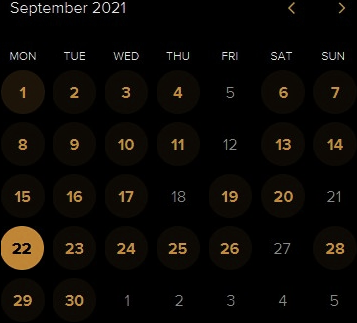 September 2021
MON TUE WED THU FRI SAT SUN
1 2 3 4 5 6 7
8 9 10 11 12 13 14
15 16 17 18 19 20 21
22 23 24 25 26 27 28
29 30 1 2 3 4 5